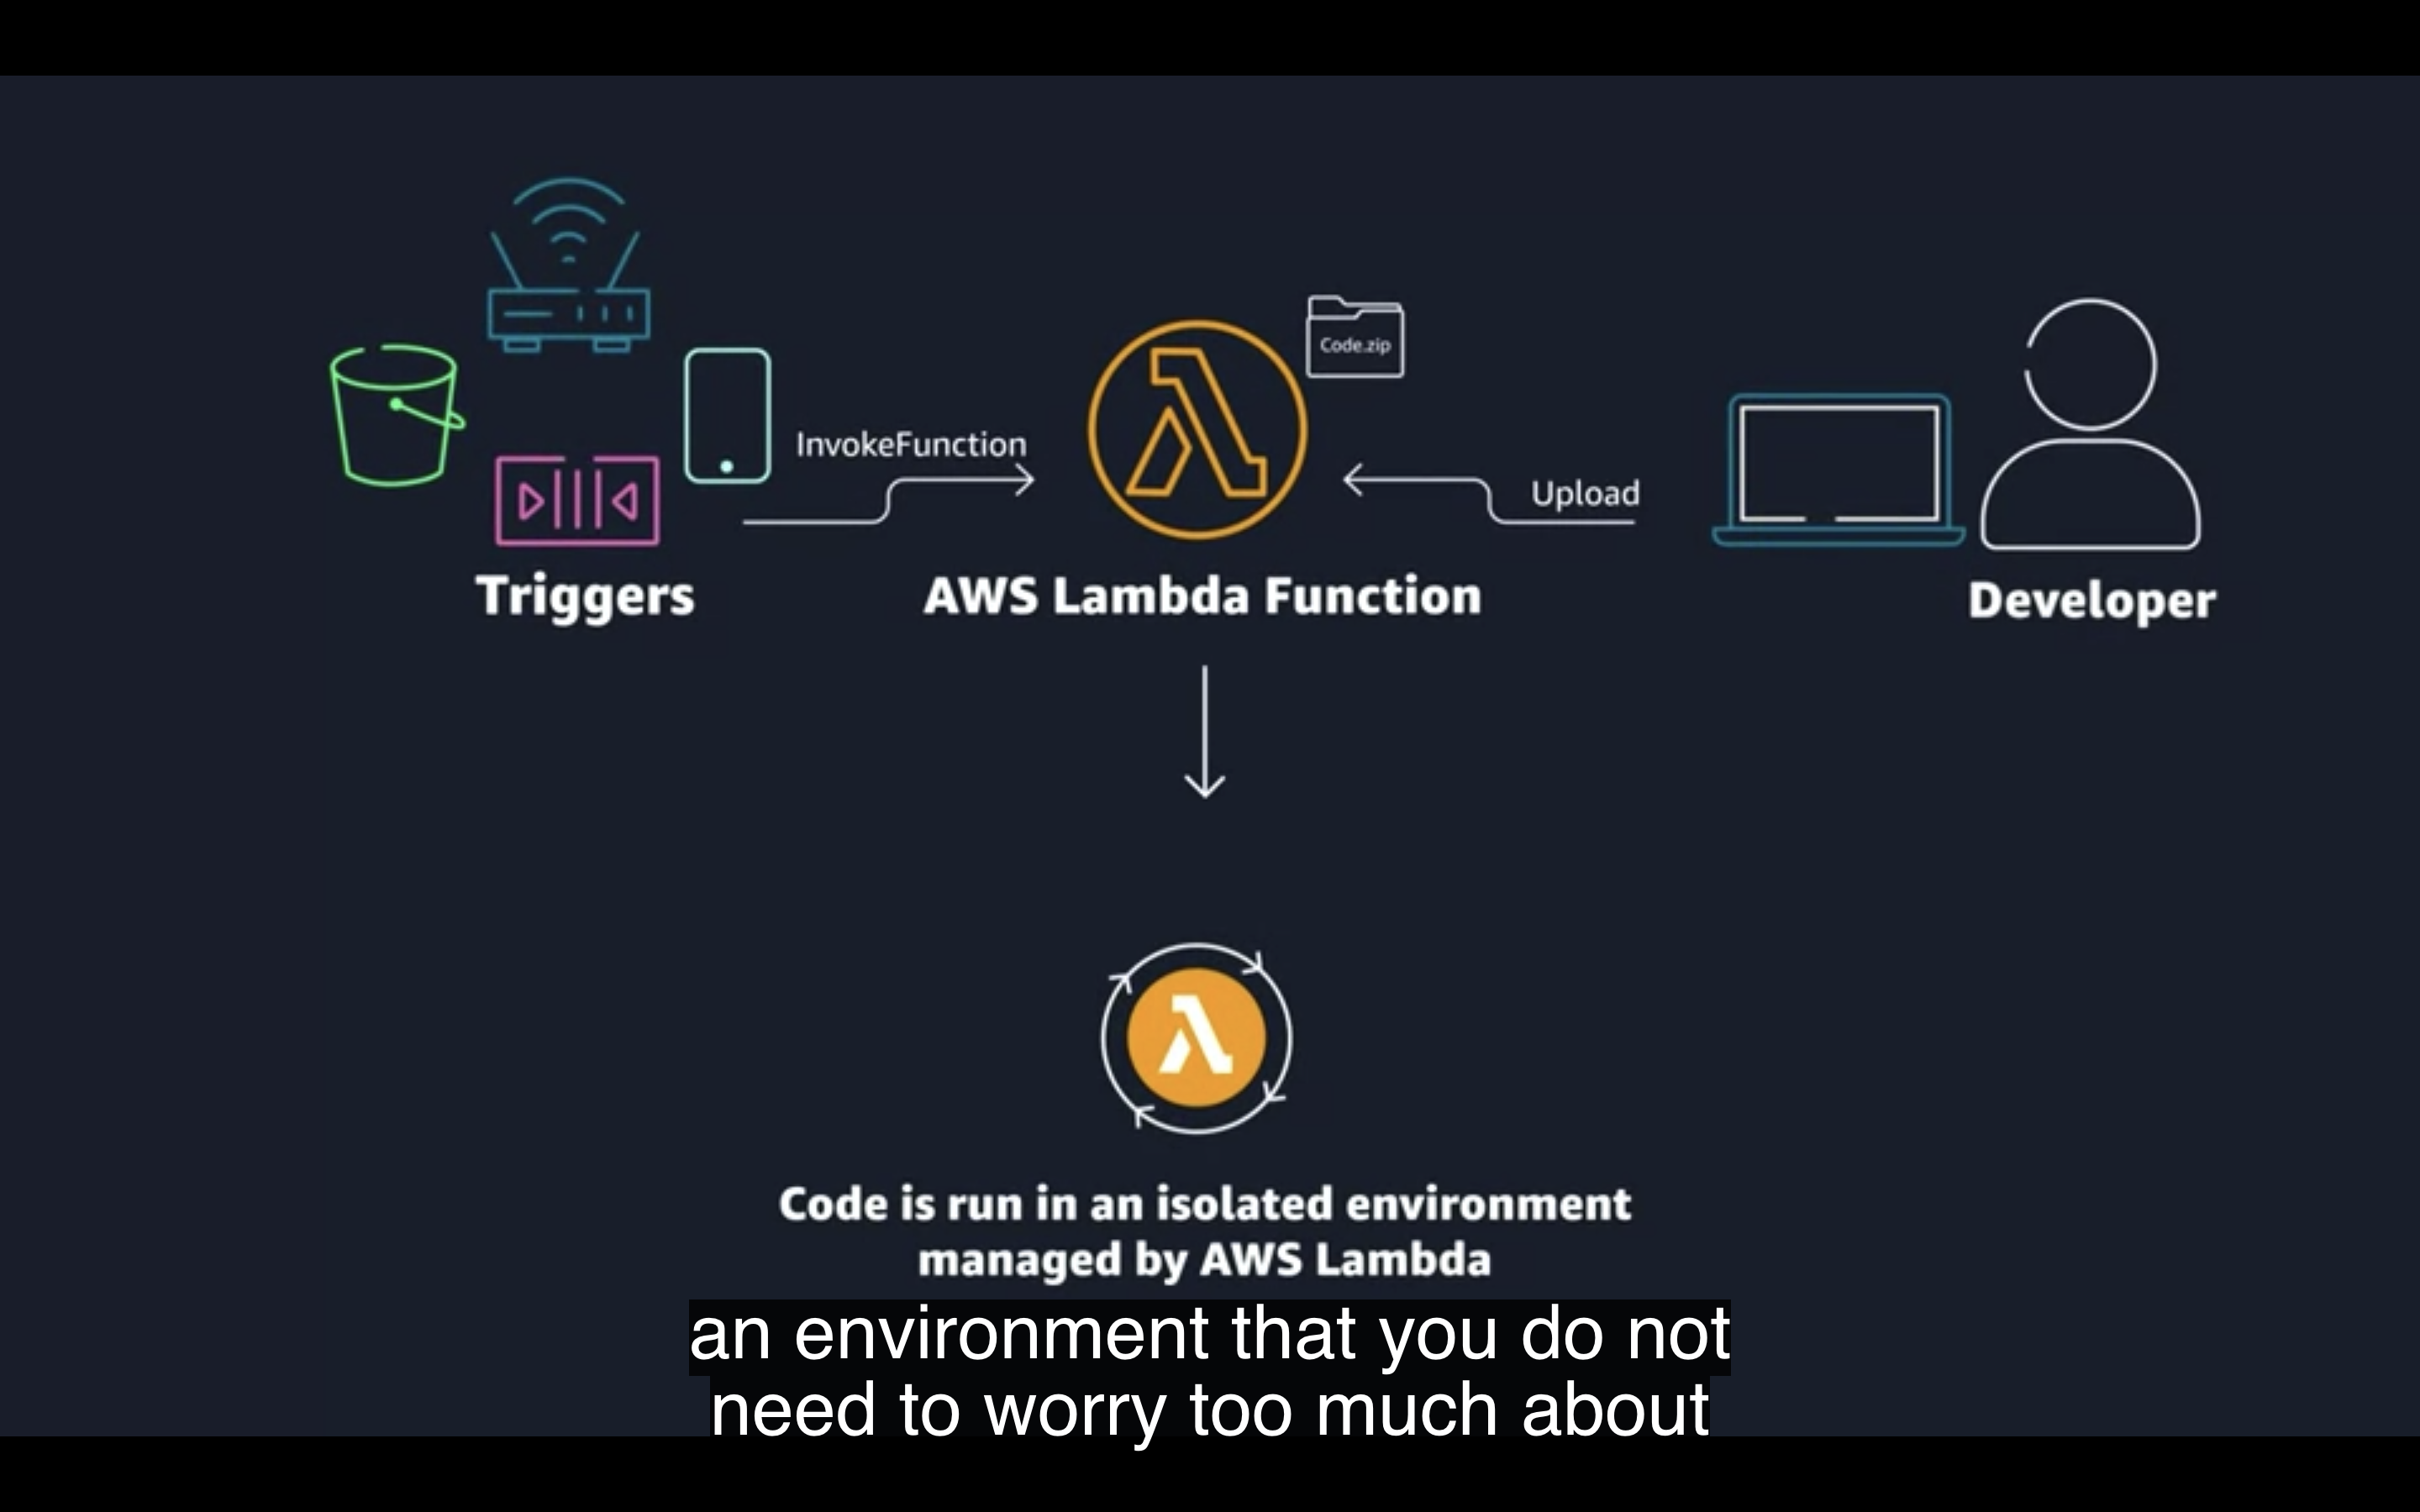 Code.zip
InvokeFunction
Upload
Triggers
AWS Lambda Function
Developer
Code is run in an isolated environment
managed by AWS Lambda
an environment that you do not
need to worry too much about